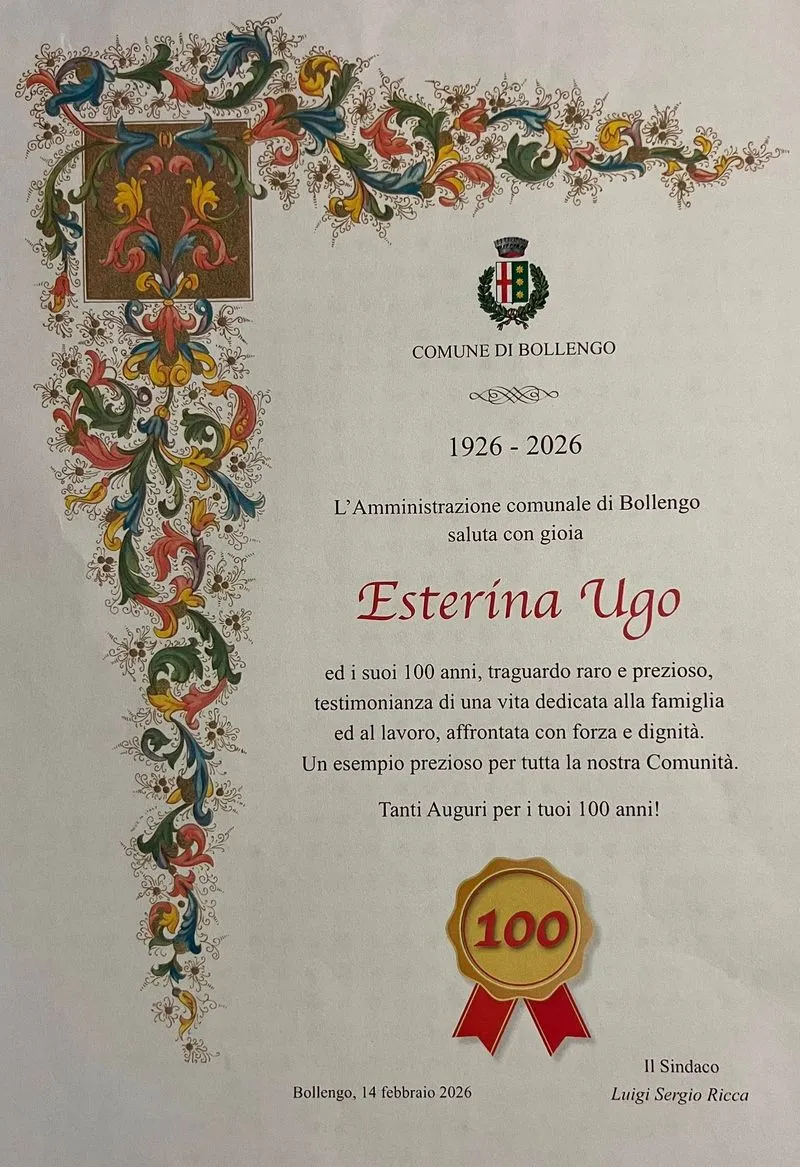 COMUNE DI BOLLENGO
1926 - 2026
L'Amministrazione comunale di Bollengo
saluta con gioia
Esterina Ugo
ed i suoi 100 anni, traguardo raro e prezioso,
testimonianza di una vita dedicata alla famiglia
ed al lavoro, affrontata con forza e dignità.
Un esempio prezioso per tutta la nostra Comunità.
Tanti Auguri per i tuoi 100 anni!
100
Il Sindaco
Bollengo, 14 febbraio 2026
Luigi Sergio Ricca